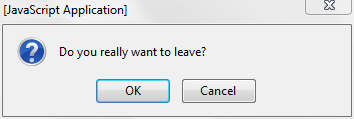 [JavaScript Application]
Do you really want to leave?
OK
Cancel